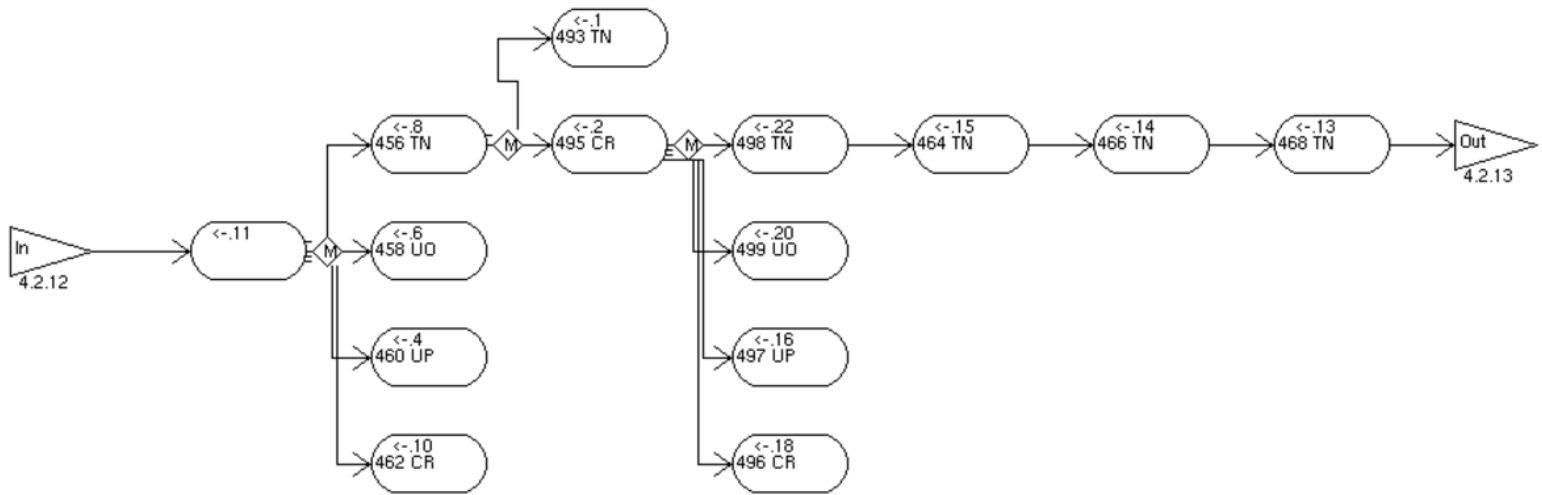 <-.1
493 TN
<-.8
456 TN
M
<-.2
495 CR
M
<-.22
498 TN
<-.15
464 TN
<-.14
466 TN
<-.13
468 TN
Out
4.2.13
In
4.2.12
<-.11
M
<-.6
458 UO
<-.20
499 UO
<-.4
460 UP
<-.16
497 UP
<-.10
462 CR
<-.18
496 CR